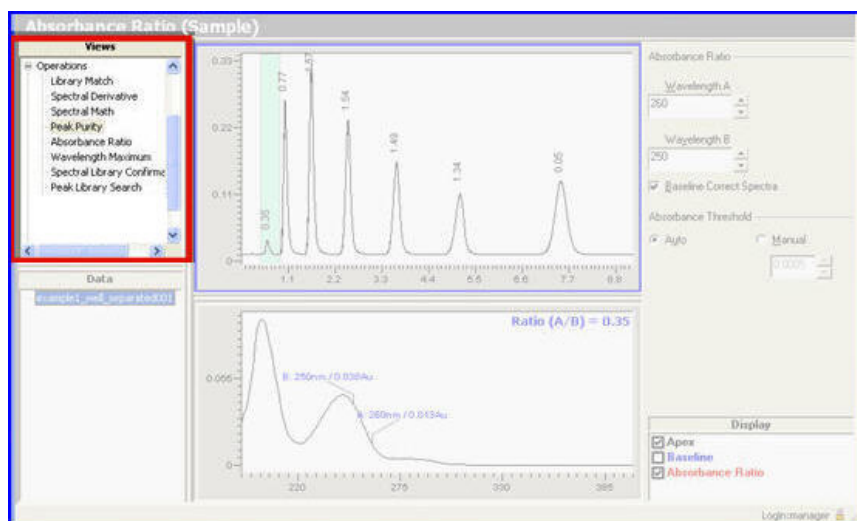 Absorbance Ratio (Sample)
Views
Operations
Library Match
Spectral Derivative
Spectral Math
Peak Purity
Absorbance Ratio
Wavelength Maximum
Spectral Library Confirma
Peak Library Search
Data
example1_well_separated001
0.33
0.22
0.11
0
0.35
0.77
1.57
1.54
1.49
1.34
0.05
1.1
2.2
3.3
4.4
5.5
6.6
7.7
8.8
Ratio (A/B) = 0.35
0.055
0
B: 250nm / 0.038Au
A: 260nm / 0.013Au
220
275
330
385
Absorbance Ratio
Wavelength A
260
Wavelength B
250
Baseline Correct Spectra
Absorbance Threshold
Auto
Manual
0.0005
Display
Apex
Baseline
Absorbance Ratio
Login:manager